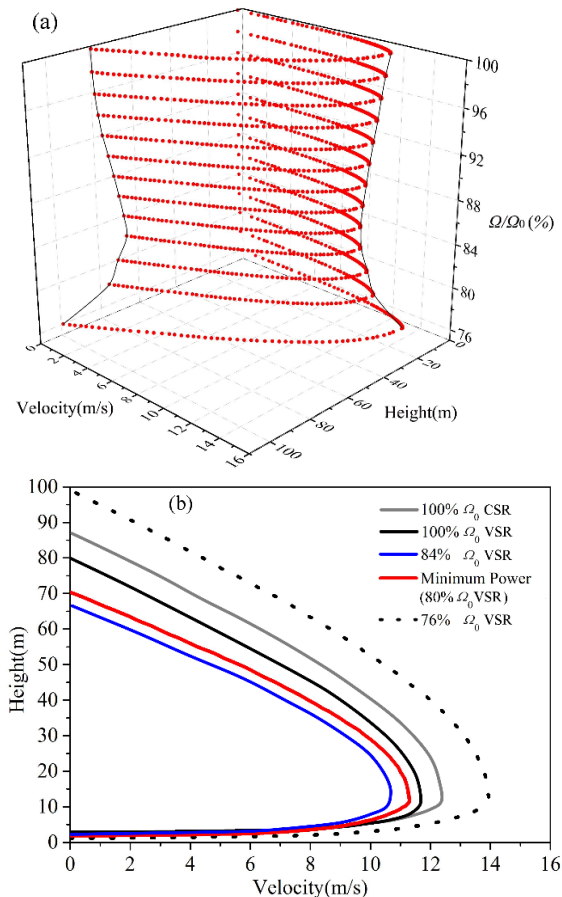 (a)
100
96
92
88
84
80
76
Ω/Ω₀ (%)
0
20
40
60
80
100
Height(m)
0
2
4
6
8
10
12
14
16
Velocity(m/s)
(b)
100
90
80
70
60
50
40
30
20
10
0
Height(m)
100% Ω₀ CSR
100% Ω₀ VSR
84% Ω₀ VSR
Minimum Power
(80% Ω₀VSR)
76% Ω₀ VSR
0 2 4 6 8 10 12 14 16
Velocity(m/s)